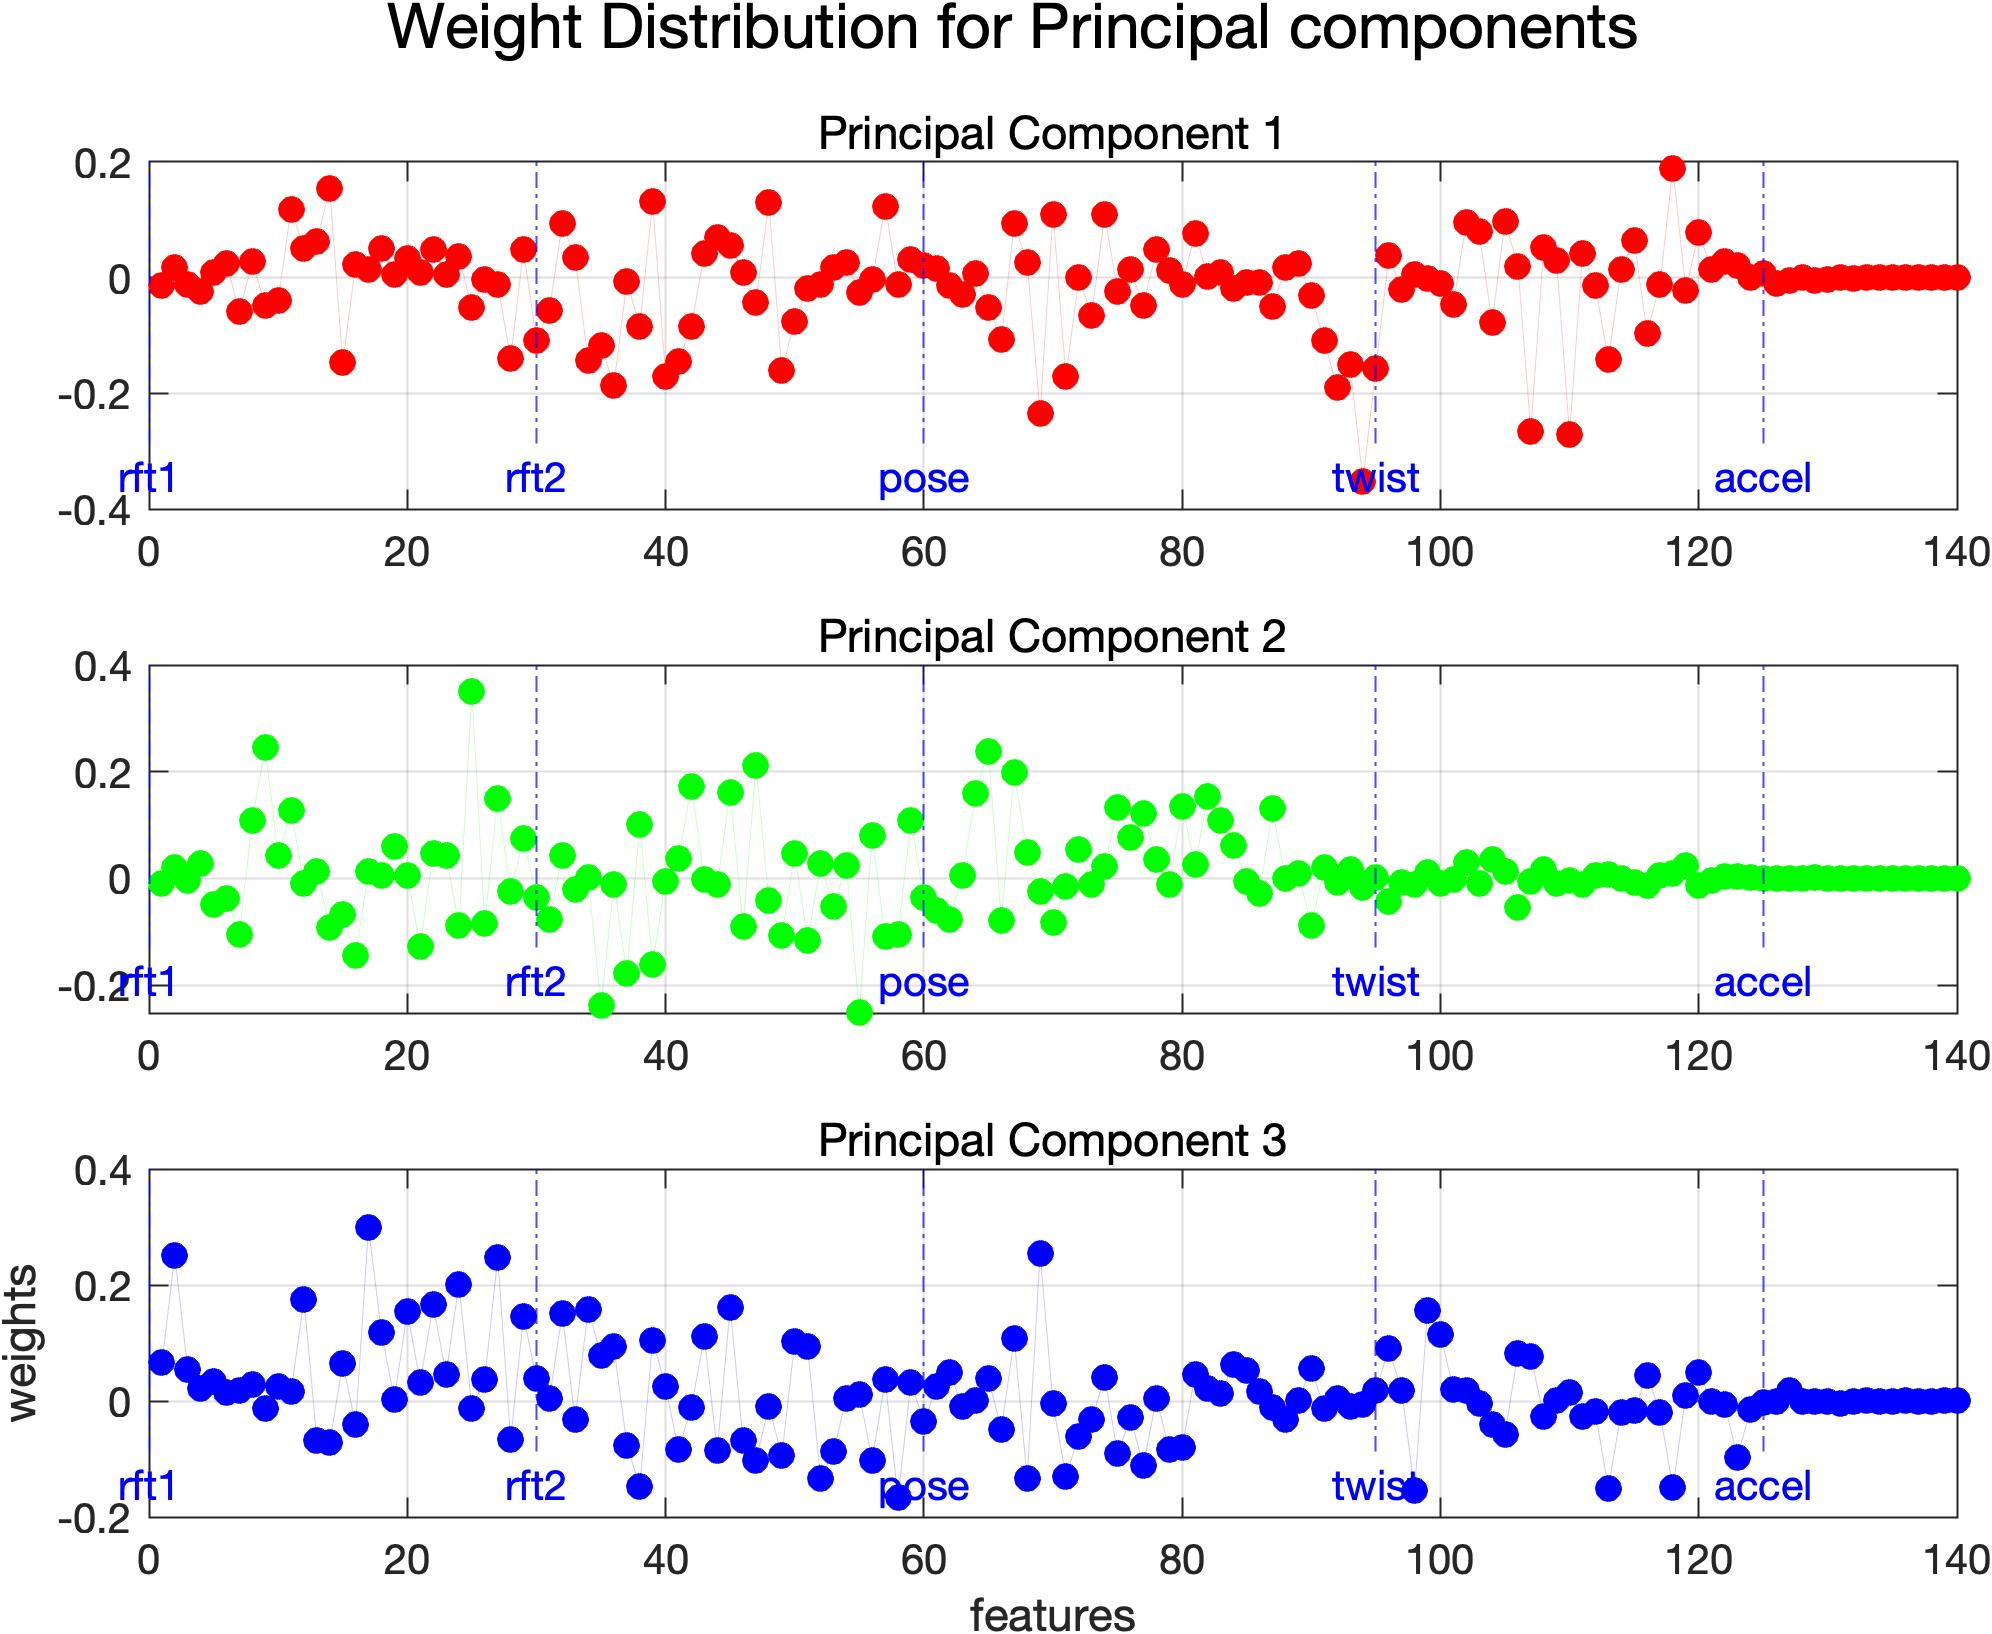 Weight Distribution for Principal components
Principal Component 1
0.2
0
-0.2
-0.4
rft1 rft2 pose twist accel
0 20 40 60 80 100 120 140
Principal Component 2
0.4
0.2
0
-0.2
rft1 rft2 pose twist accel
0 20 40 60 80 100 120 140
Principal Component 3
0.4
0.2
0
-0.2
weights
rft1 rft2 pose twist accel
0 20 40 60 80 100 120 140
features